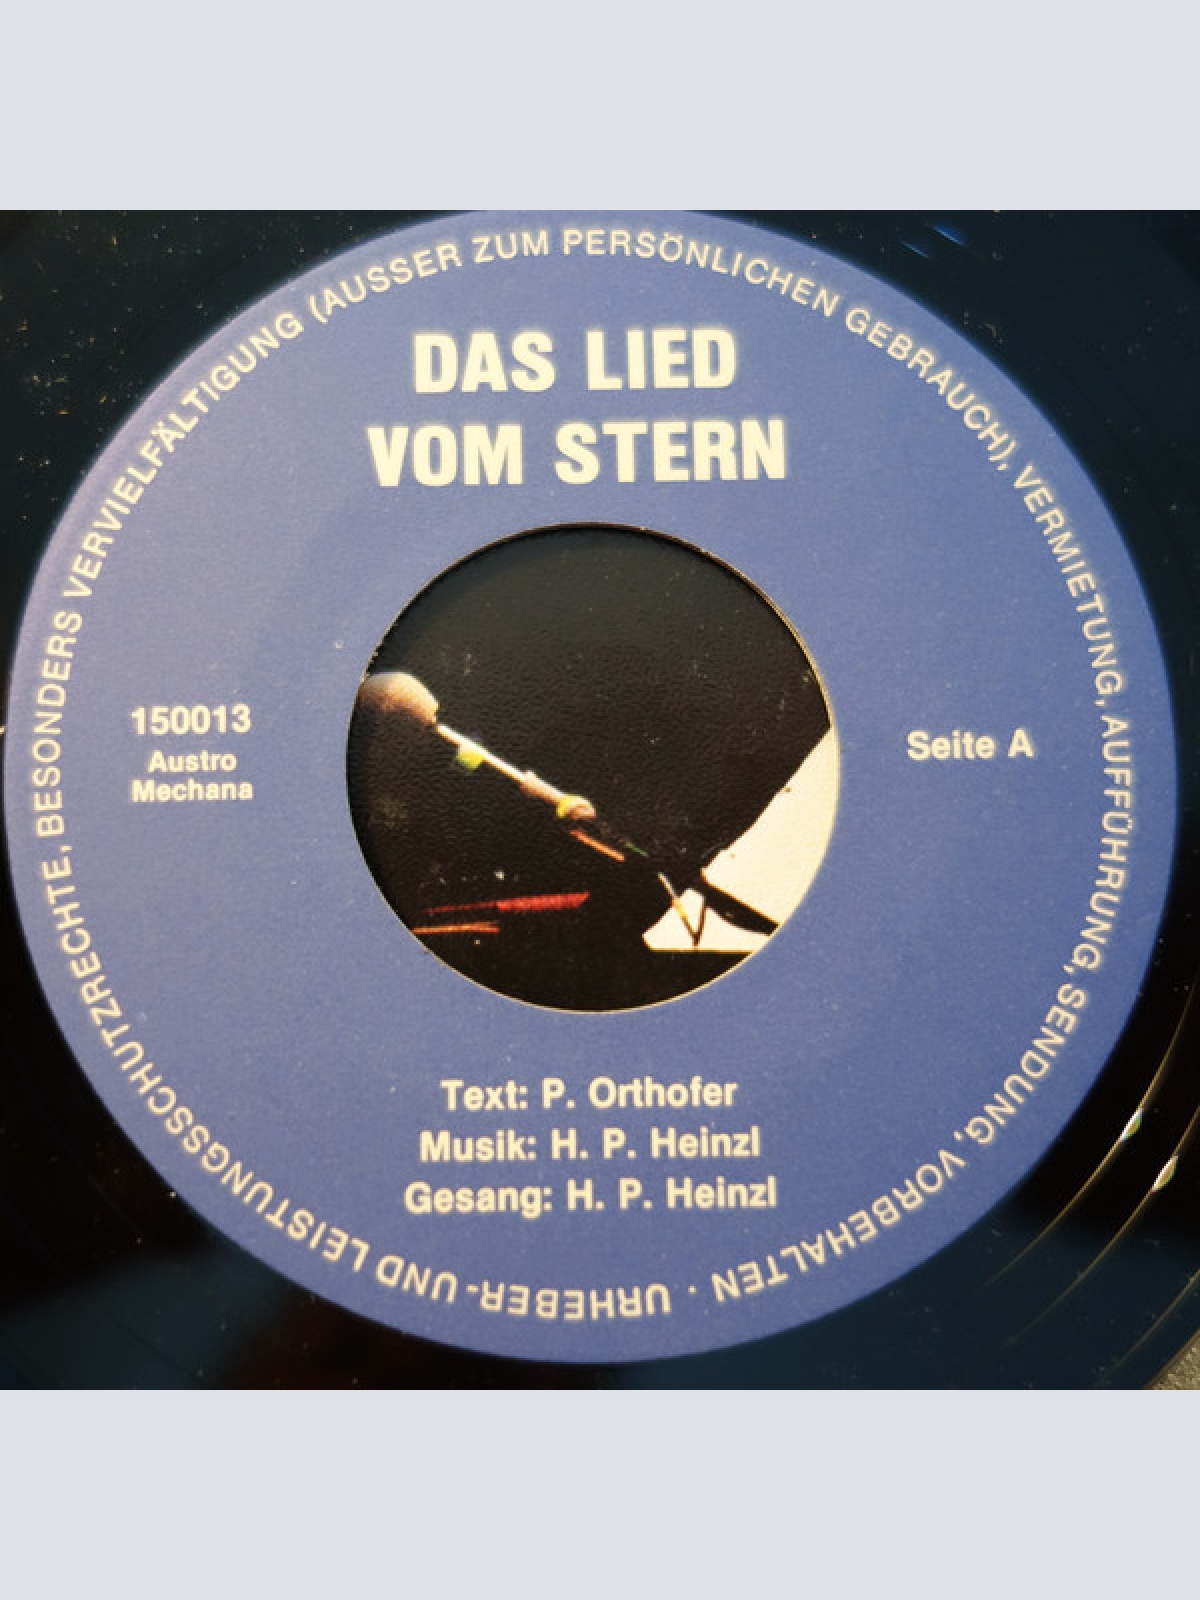 DAS LIED
VOM STERN
150013
Austro
Mechana
Seite A
Text: P. Orthofer
Musik: H. P. Heinzl
Gesang: H. P. Heinzl
URHEBER- UND LEISTUNGSSCHUTZRECHTE, BESONDERS VERVIELFÄLTIGUNG (AUSSER ZUM PERSÖNLICHEN GEBRAUCH), VERMIETUNG, AUFFÜHRUNG, SENDUNG, VORBEHALTEN ·